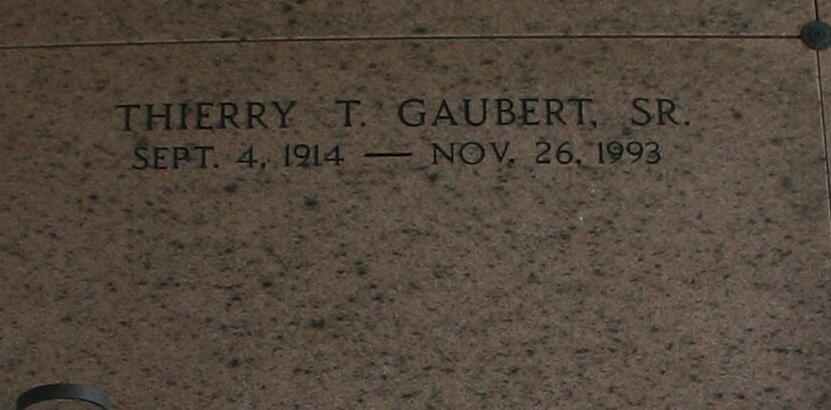 THIERRY T. GAUBERT, SR.
SEPT. 4, 1914 — NOV. 26, 1993